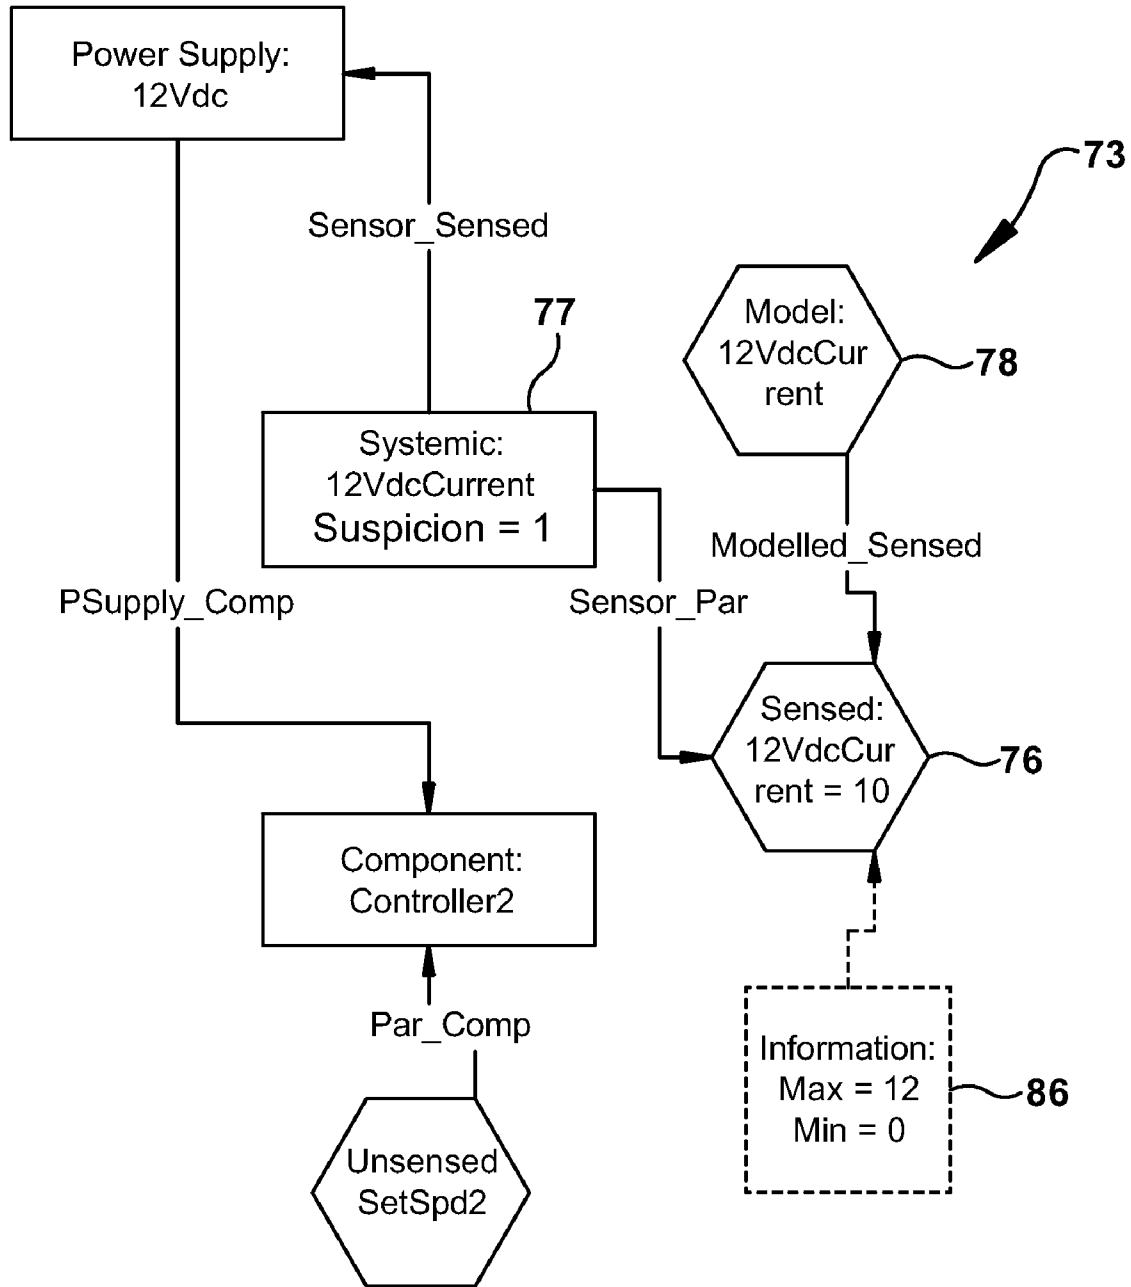 Power Supply:
12Vdc
73
Sensor_Sensed
77
Model:
12VdcCur
rent
78
Systemic:
12VdcCurrent
Suspicion = 1
Modelled_Sensed
PSupply_Comp
Sensor_Par
Sensed:
12VdcCur
rent = 10
76
Component:
Controller2
Par_Comp
Information:
Max = 12
Min = 0
86
Unsensed
SetSpd2